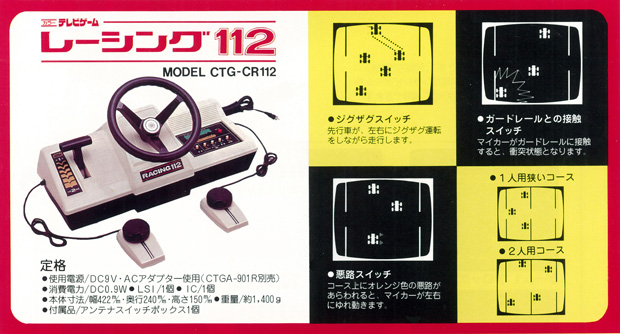 カラー テレビゲーム
レーシング112
MODEL CTG-CR112
RACING 112
定格
●使用電源/DC9V・ACアダプター使用(CTGA-901R別売)
●消費電力/DC0.9W ●LSI/1個 ●IC/1個
●本体寸法/幅422%・奥行240%・高さ150% ●重量/約1,400g
●付属品/アンテナスイッチボックス1個
●ジグザグスイッチ
先行車が、左右にジグザグ運転
をしながら走行します。
●ガードレールとの接触
スイッチ
マイカーがガードレールに接触
すると、衝突状態となります。
●悪路スイッチ
コース上にオレンジ色の悪路が
あらわれると、マイカーが左右
にゆれ動きます。
●1人用狭いコース
●2人用コース